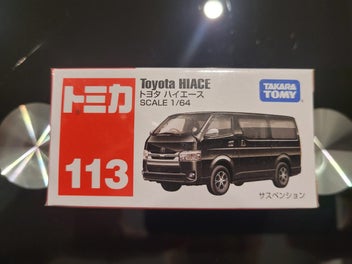 トミカ
113
Toyota HIACE
トヨタ ハイエース
SCALE 1/64
TAKARA
TOMY
サスペンション